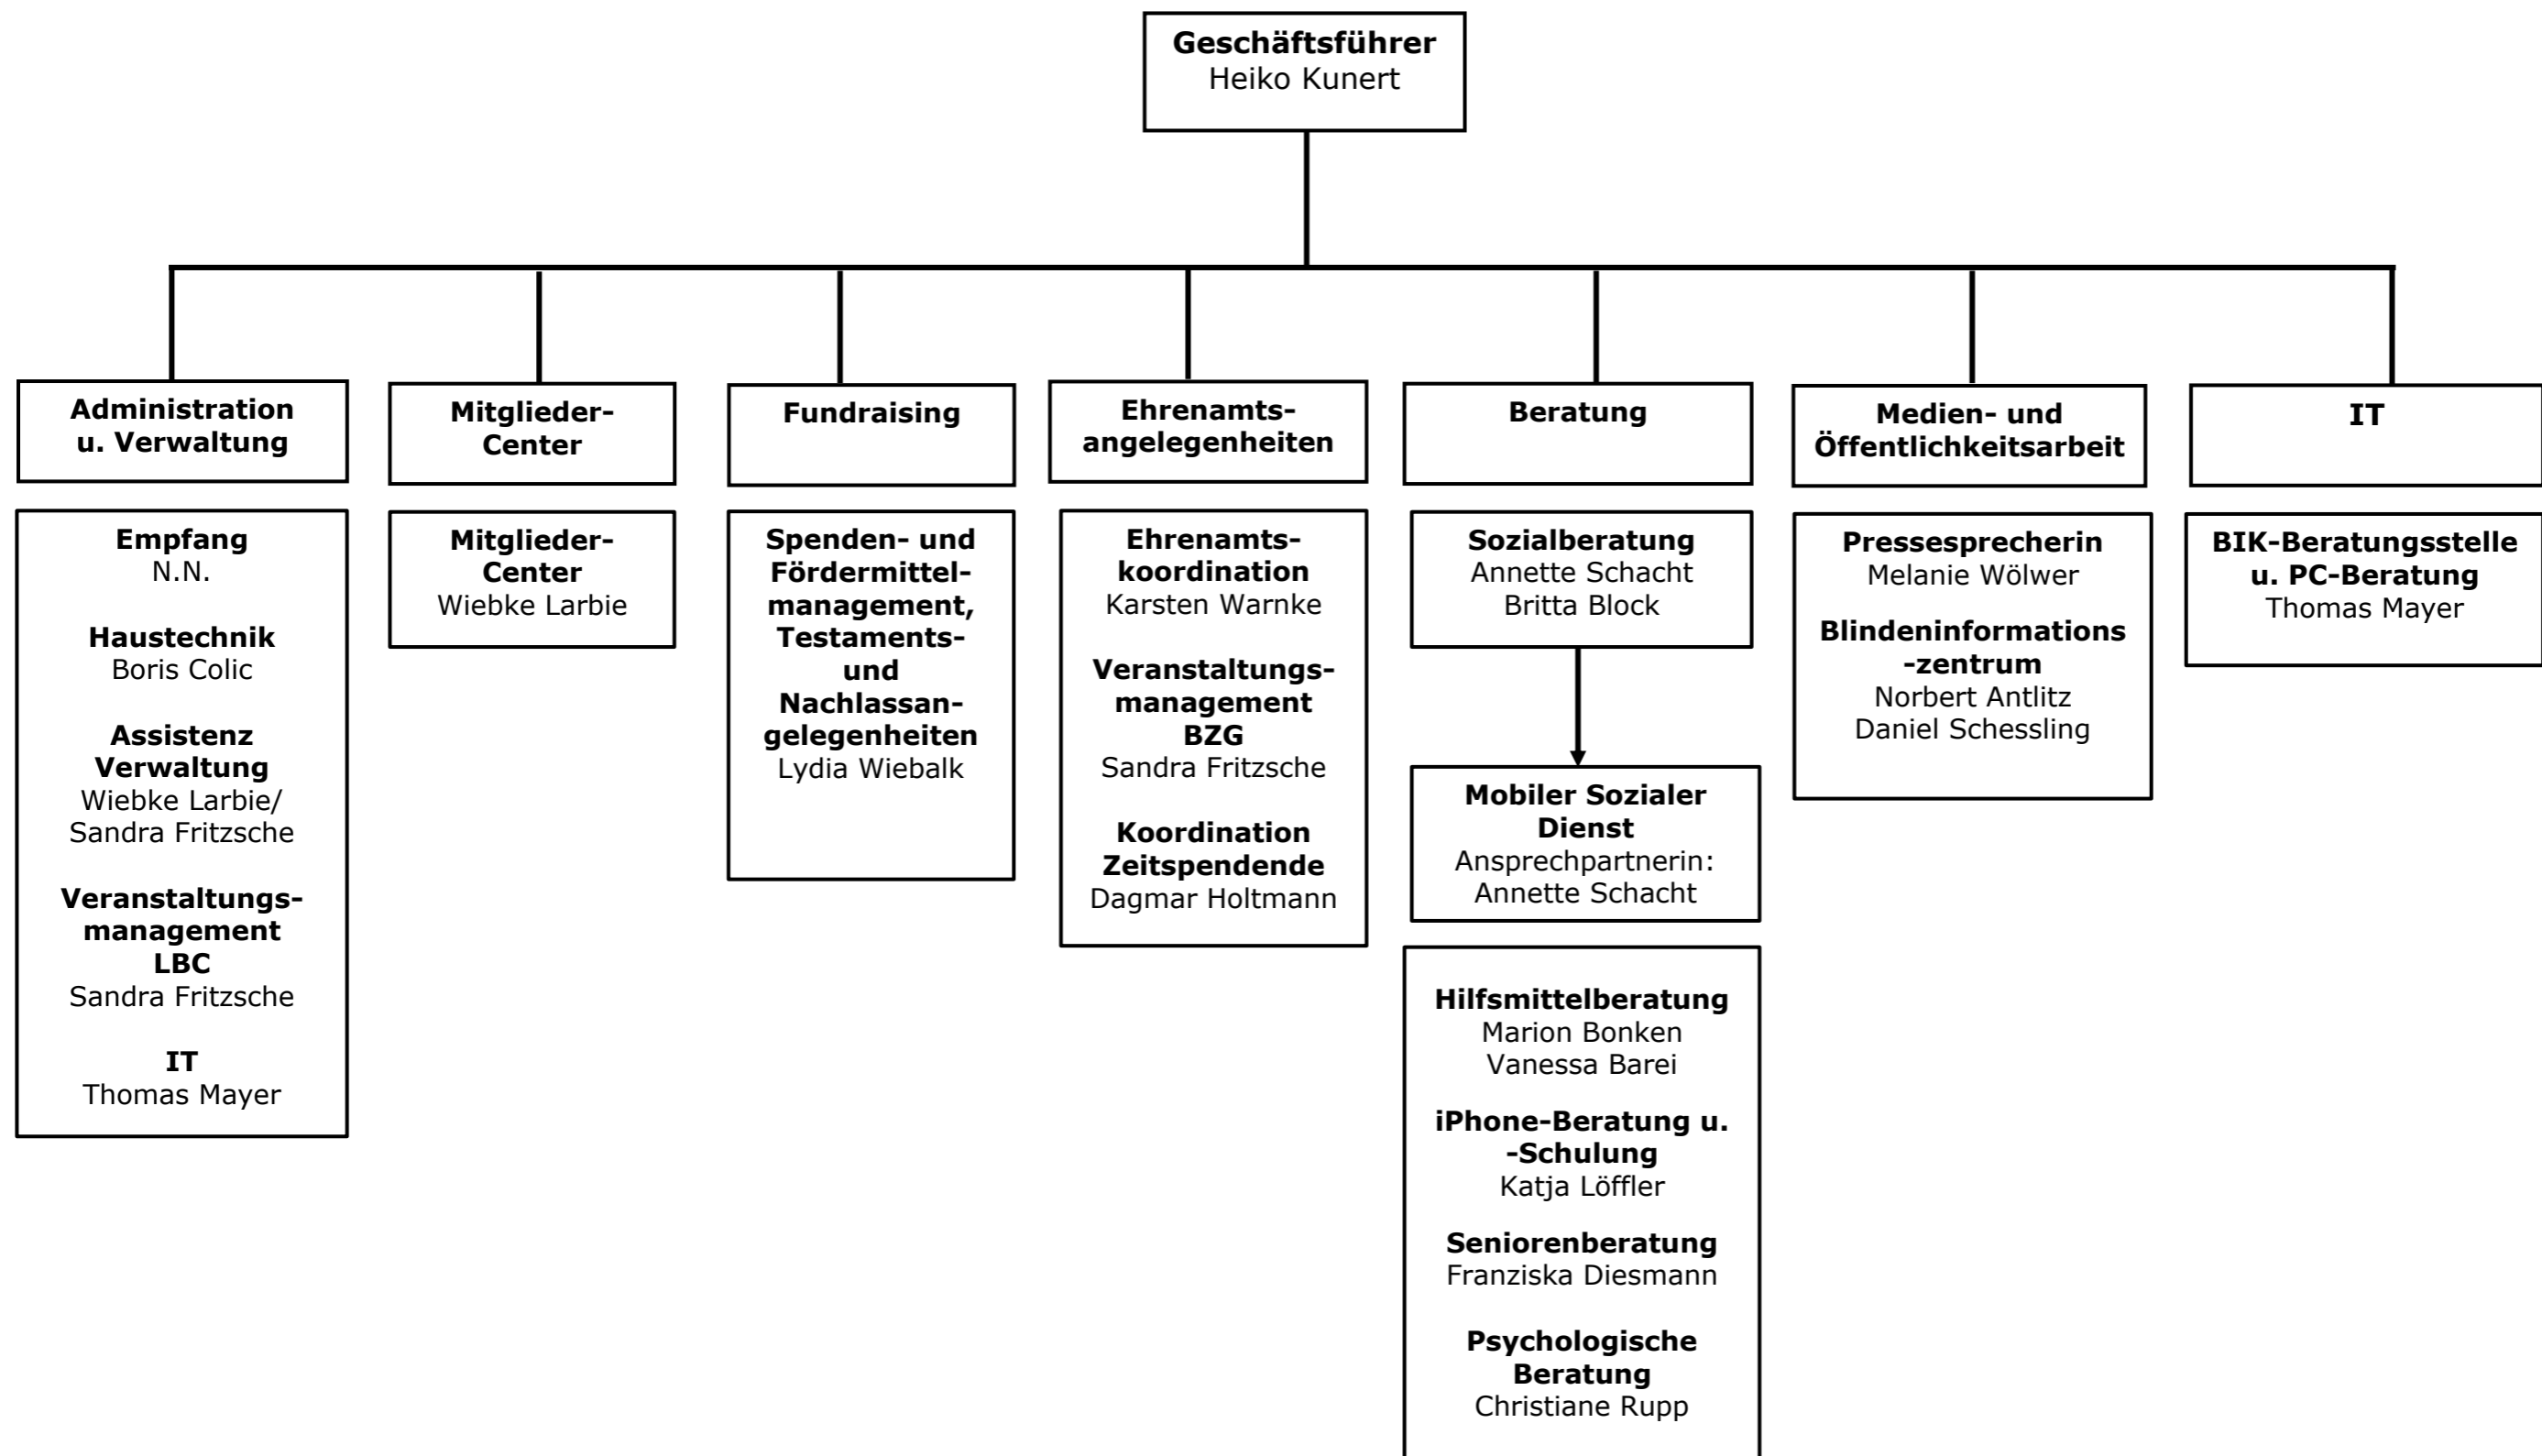 Geschäftsführer
Heiko Kunert
Administration
u. Verwaltung
Mitglieder-
Center
Fundraising
Ehrenamts-
angelegenheiten
Beratung
Medien- und
Öffentlichkeitsarbeit
IT
Empfang
N.N.
Haustechnik
Boris Colic
Assistenz
Verwaltung
Wiebke Larbie/
Sandra Fritzsche
Veranstaltungs-
management
LBC
Sandra Fritzsche
IT
Thomas Mayer
Mitglieder-
Center
Wiebke Larbie
Spenden- und
Fördermittel-
management,
Testaments-
und
Nachlassan-
gelegenheiten
Lydia Wiebalk
Ehrenamts-
koordination
Karsten Warnke
Veranstaltungs-
management
BZG
Sandra Fritzsche
Koordination
Zeitspendende
Dagmar Holtmann
Sozialberatung
Annette Schacht
Britta Block
Mobiler Sozialer
Dienst
Ansprechpartnerin:
Annette Schacht
Hilfsmittelberatung
Marion Bonken
Vanessa Barei
iPhone-Beratung u.
-Schulung
Katja Löffler
Seniorenberatung
Franziska Diesmann
Psychologische
Beratung
Christiane Rupp
Pressesprecherin
Melanie Wölwer
Blindeninformations
-zentrum
Norbert Antlitz
Daniel Schessling
BIK-Beratungsstelle
u. PC-Beratung
Thomas Mayer